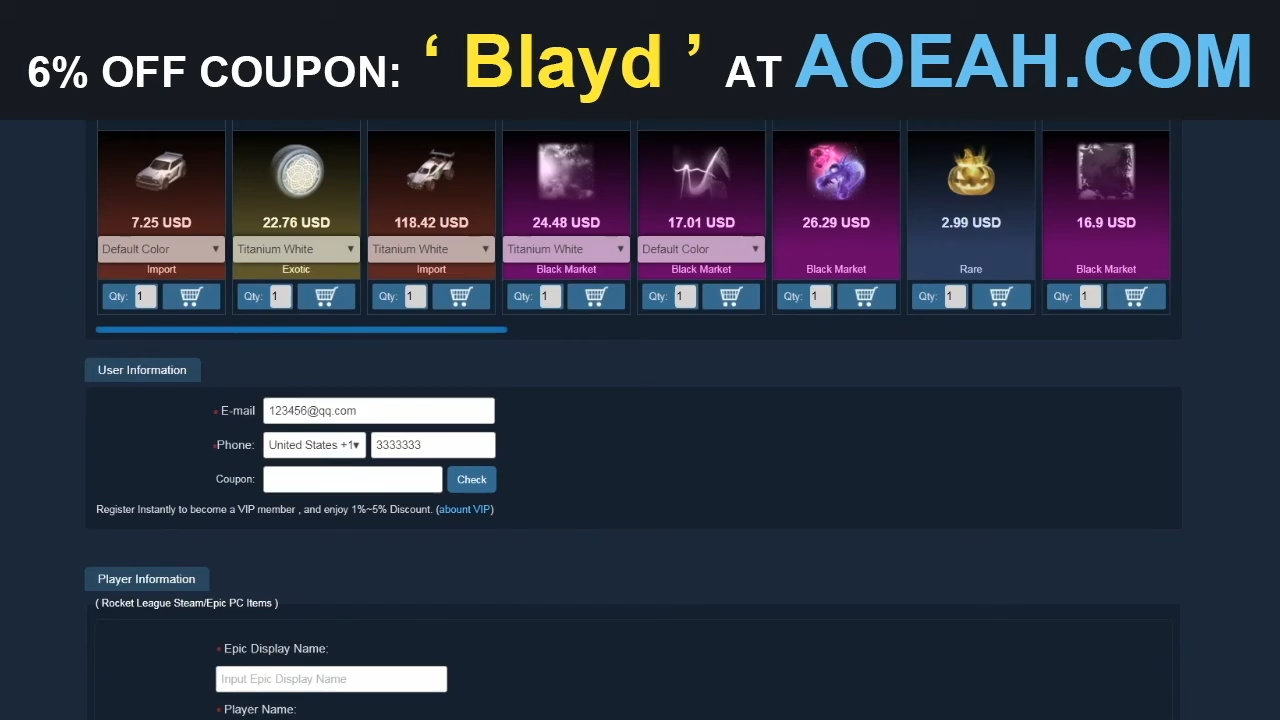 6% OFF COUPON: ‘ Blayd ’ AT AOEAH.COM
7.25 USD 22.76 USD 118.42 USD 24.48 USD 17.01 USD 26.29 USD 2.99 USD 16.9 USD
Default Color Titanium White Titanium White Titanium White Default Color
Import Exotic Import Black Market Black Market Black Market Rare Black Market
Qty: 1 Qty: 1 Qty: 1 Qty: 1 Qty: 1 Qty: 1 Qty: 1 Qty: 1
User Information
* E-mail 123456@qq.com
*Phone: United States +1 3333333
Coupon: Check
Register Instantly to become a VIP member , and enjoy 1%~5% Discount. (abount VIP)
Player Information
( Rocket League Steam/Epic PC Items )
* Epic Display Name:
Input Epic Display Name
* Player Name: